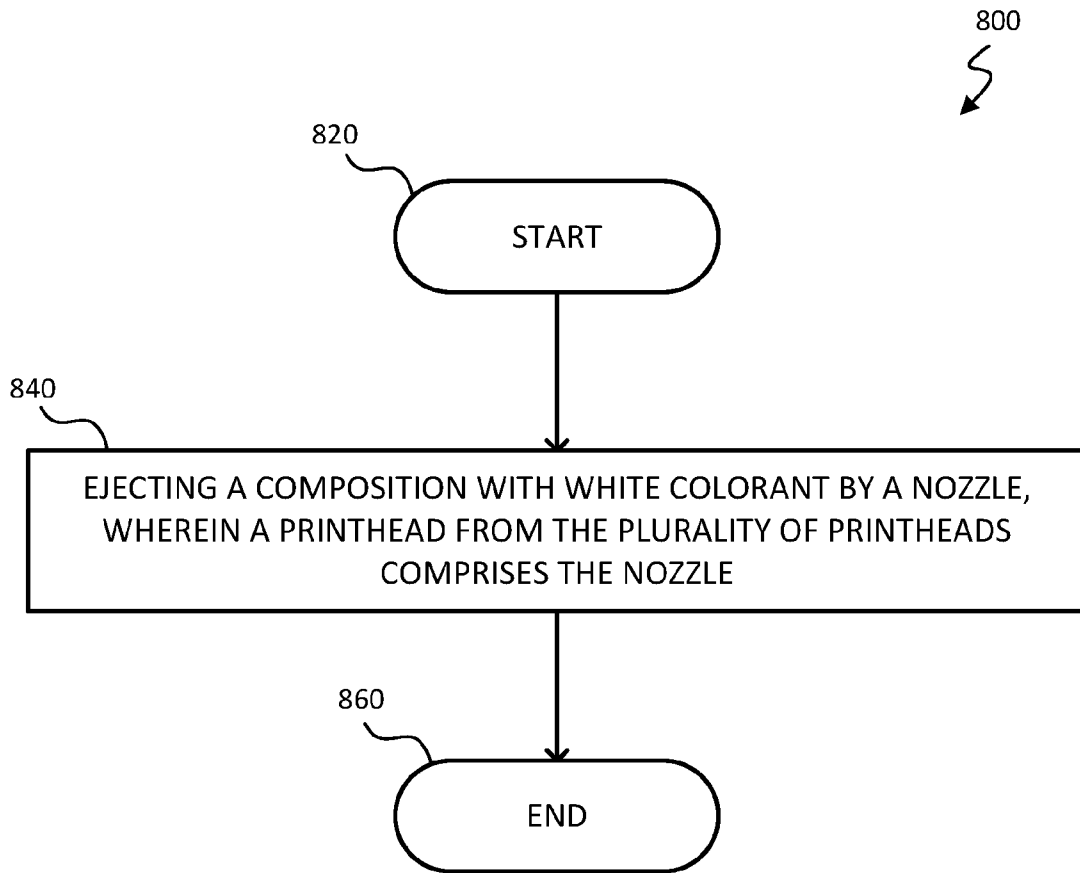 800
820
START
840
EJECTING A COMPOSITION WITH WHITE COLORANT BY A NOZZLE,
WHEREIN A PRINTHEAD FROM THE PLURALITY OF PRINTHEADS
COMPRISES THE NOZZLE
860
END